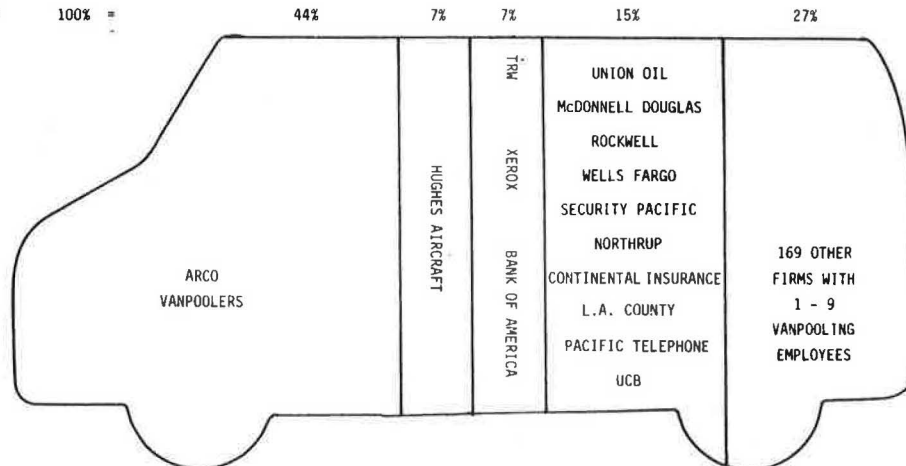 100% = 44% 7% 7% 15% 27%
ARCO
VANPOOLERS
HUGHES AIRCRAFT
TRW XEROX BANK OF AMERICA
UNION OIL
McDONNELL DOUGLAS
ROCKWELL
WELLS FARGO
SECURITY PACIFIC
NORTHRUP
CONTINENTAL INSURANCE
L.A. COUNTY
PACIFIC TELEPHONE
UCB
169 OTHER
FIRMS WITH
1 - 9
VANPOOLING
EMPLOYEES